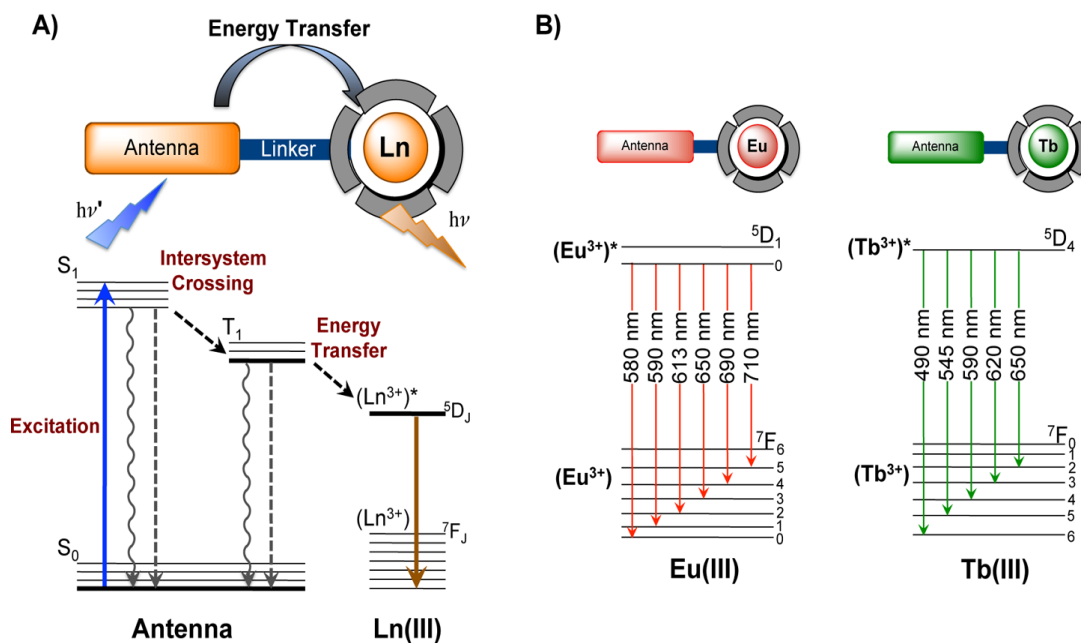 A)
Energy Transfer
Antenna
Linker
Ln
hν'
hν
S1
Intersystem
Crossing
T1
Energy
Transfer
(Ln3+)*
5DJ
Excitation
(Ln3+)
7FJ
S0
Antenna
Ln(III)
B)
Antenna
Eu
Antenna
Tb
(Eu3+)*
5D1
0
580 nm
590 nm
613 nm
650 nm
690 nm
710 nm
7F6
5
4
3
2
1
0
(Eu3+)
Eu(III)
(Tb3+)*
5D4
490 nm
545 nm
590 nm
620 nm
650 nm
7F0
1
2
3
4
5
6
(Tb3+)
Tb(III)